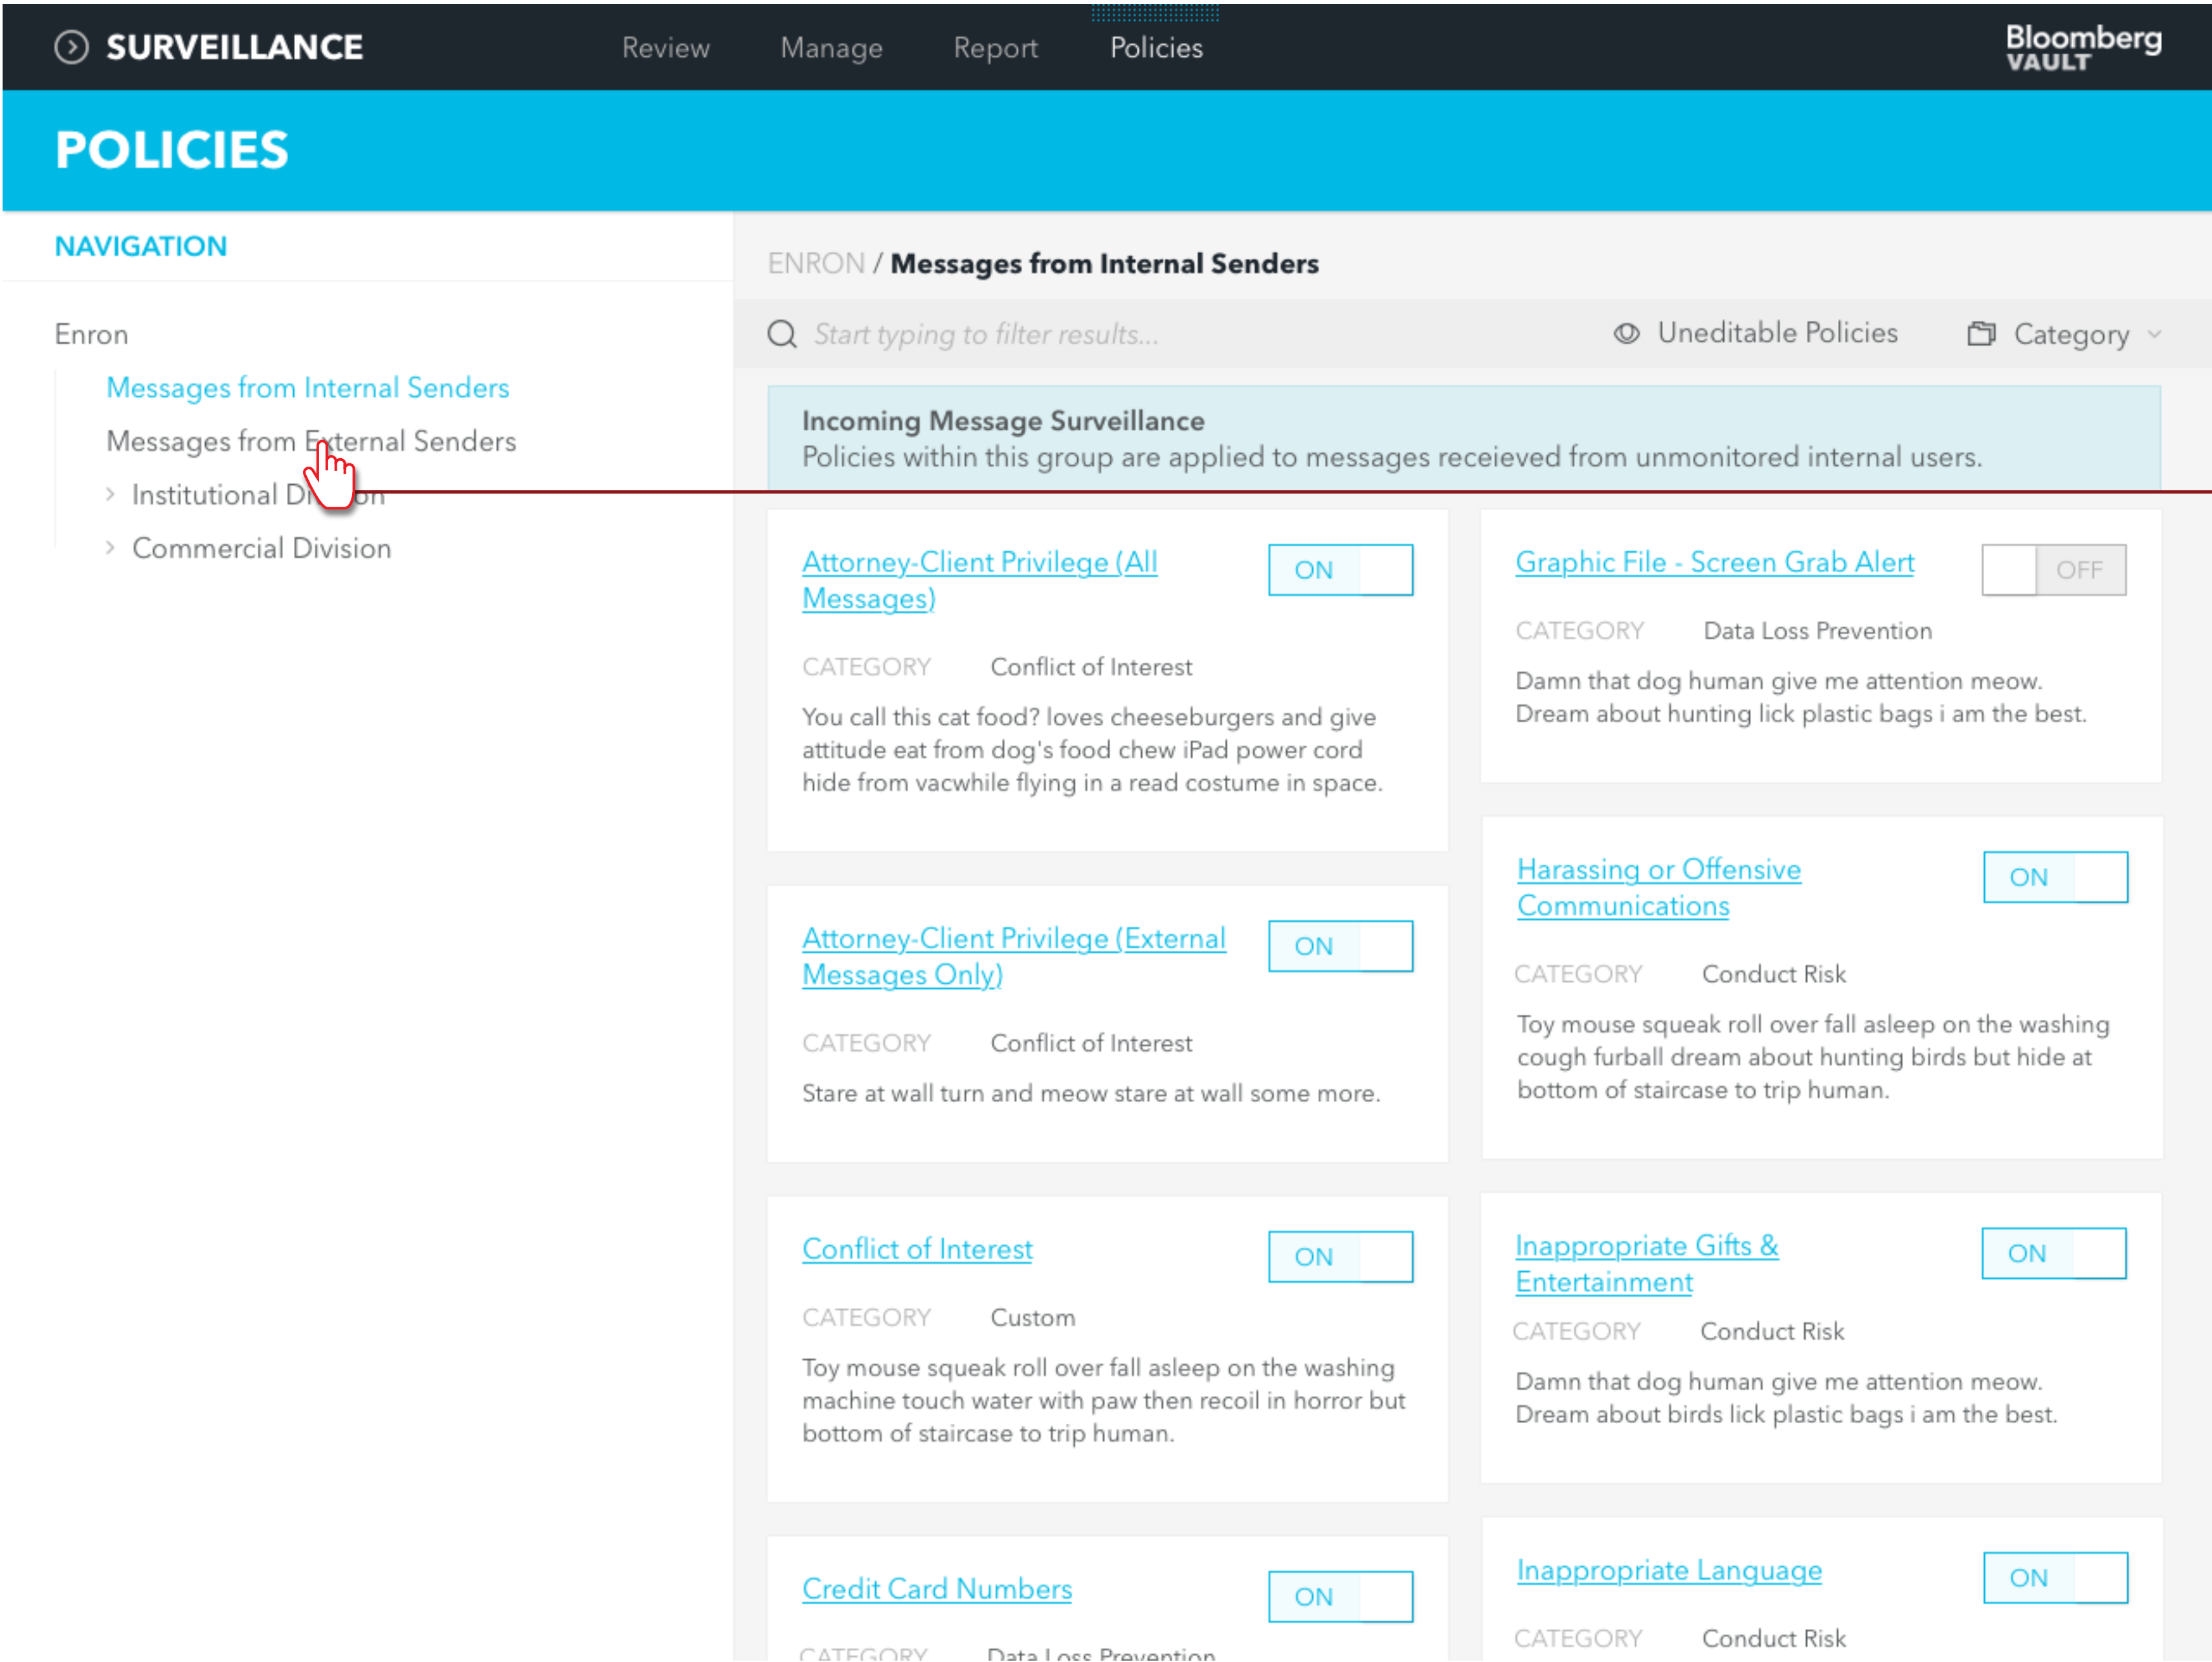 SURVEILLANCE
Review
Manage
Report
Policies
Bloomberg
VAULT
POLICIES
NAVIGATION
Enron
Messages from Internal Senders
Messages from External Senders
Institutional Division
Commercial Division
ENRON / Messages from Internal Senders
Start typing to filter results...
Uneditable Policies
Category
Incoming Message Surveillance
Policies within this group are applied to messages receieved from unmonitored internal users.
Attorney-Client Privilege (All
Messages)
ON
CATEGORY Conflict of Interest
You call this cat food? loves cheeseburgers and give
attitude eat from dog's food chew iPad power cord
hide from vacwhile flying in a read costume in space.
Attorney-Client Privilege (External
Messages Only)
ON
CATEGORY Conflict of Interest
Stare at wall turn and meow stare at wall some more.
Conflict of Interest
ON
CATEGORY Custom
Toy mouse squeak roll over fall asleep on the washing
machine touch water with paw then recoil in horror but
bottom of staircase to trip human.
Credit Card Numbers
ON
CATEGORY Data Loss Prevention
Graphic File - Screen Grab Alert
OFF
CATEGORY Data Loss Prevention
Damn that dog human give me attention meow.
Dream about hunting lick plastic bags i am the best.
Harassing or Offensive
Communications
ON
CATEGORY Conduct Risk
Toy mouse squeak roll over fall asleep on the washing
cough furball dream about hunting birds but hide at
bottom of staircase to trip human.
Inappropriate Gifts &
Entertainment
ON
CATEGORY Conduct Risk
Damn that dog human give me attention meow.
Dream about birds lick plastic bags i am the best.
Inappropriate Language
ON
CATEGORY Conduct Risk